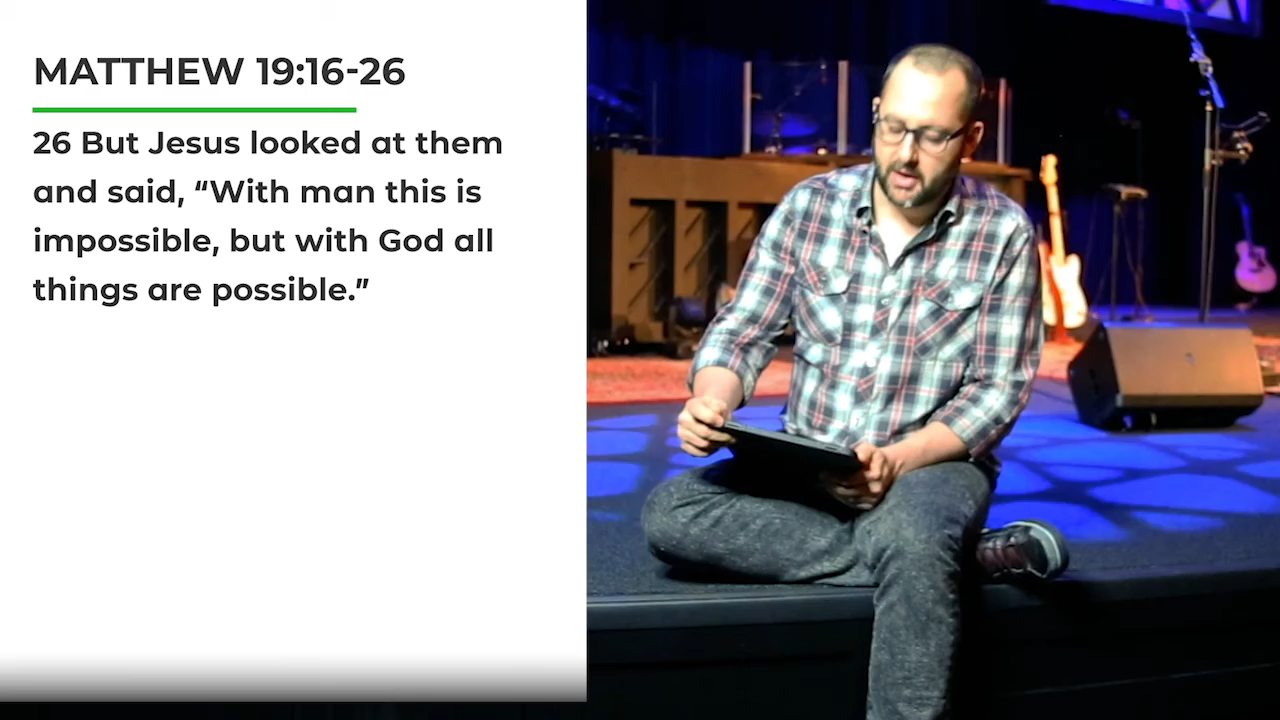 MATTHEW 19:16-26
26 But Jesus looked at them
and said, “With man this is
impossible, but with God all
things are possible.”